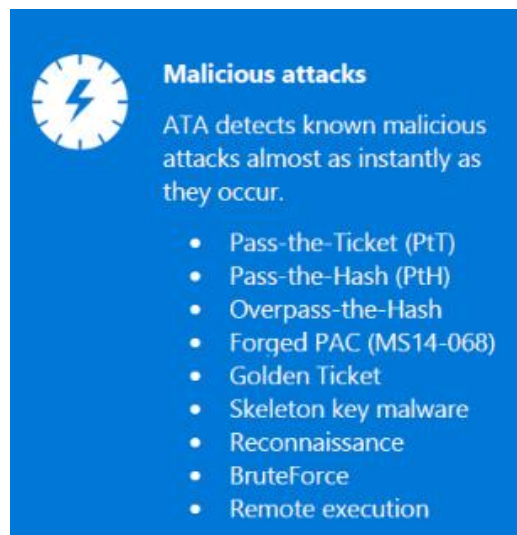 Malicious attacks
ATA detects known malicious
attacks almost as instantly as
they occur.
• Pass-the-Ticket (PtT)
• Pass-the-Hash (PtH)
• Overpass-the-Hash
• Forged PAC (MS14-068)
• Golden Ticket
• Skeleton key malware
• Reconnaissance
• BruteForce
• Remote execution